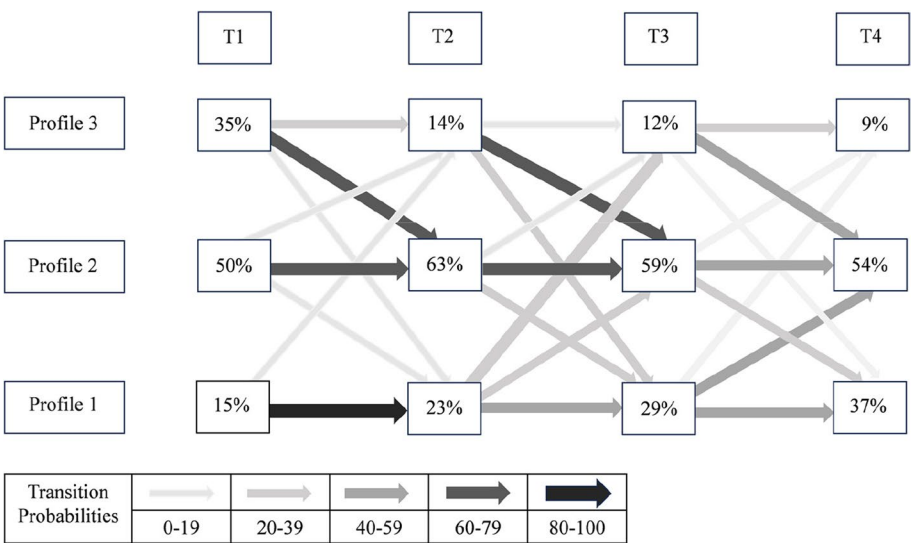 T1 T2 T3 T4
Profile 3 35% 14% 12% 9%
Profile 2 50% 63% 59% 54%
Profile 1 15% 23% 29% 37%
Transition
Probabilities
0-19 20-39 40-59 60-79 80-100